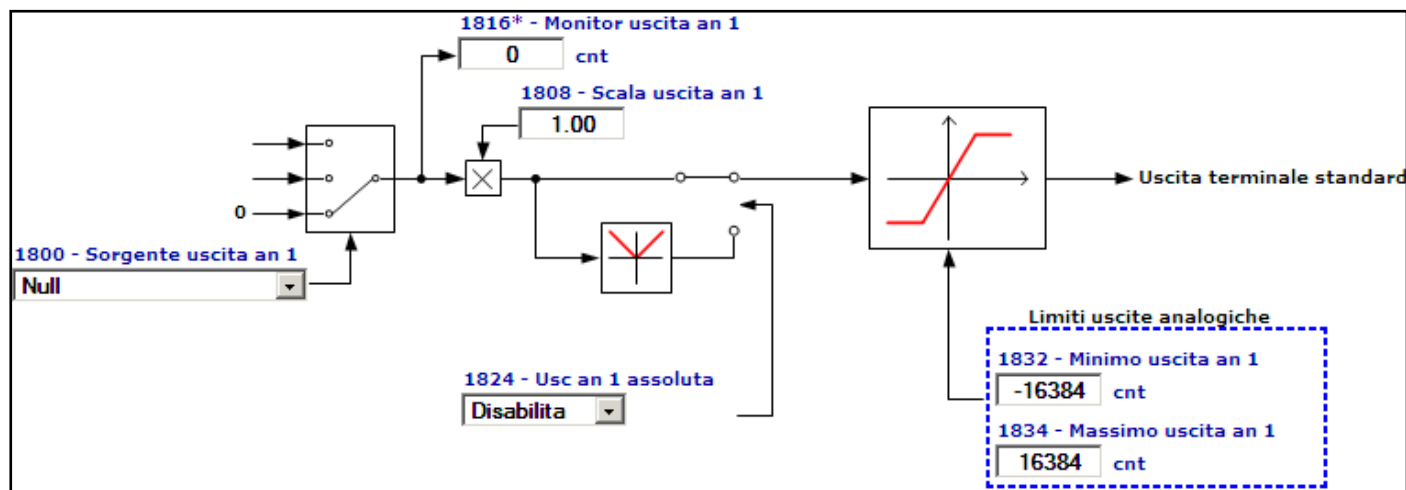 1816* - Monitor uscita an 1
0 cnt
1808 - Scala uscita an 1
1.00
0
Uscita terminale standard
1800 - Sorgente uscita an 1
Null
Limiti uscite analogiche
1832 - Minimo uscita an 1
-16384 cnt
1824 - Usc an 1 assoluta
Disabilita
1834 - Massimo uscita an 1
16384 cnt